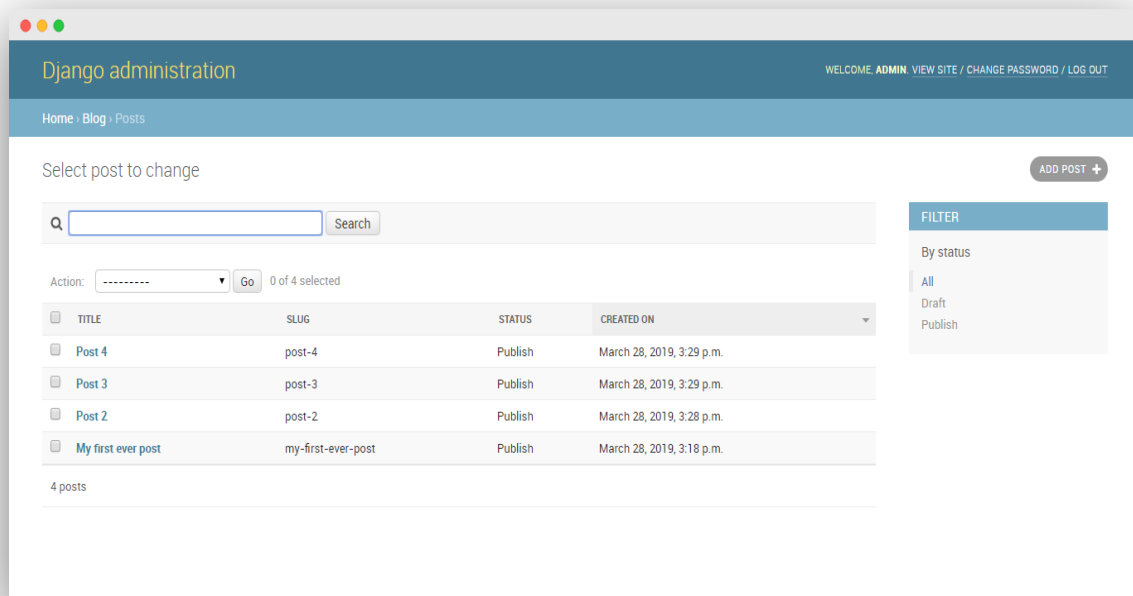 Django administration
WELCOME, ADMIN. VIEW SITE / CHANGE PASSWORD / LOG OUT
Home › Blog › Posts
Select post to change
ADD POST +
Search
FILTER
By status
All
Draft
Publish
Action: --------- Go 0 of 4 selected
TITLE SLUG STATUS CREATED ON
Post 4 post-4 Publish March 28, 2019, 3:29 p.m.
Post 3 post-3 Publish March 28, 2019, 3:29 p.m.
Post 2 post-2 Publish March 28, 2019, 3:28 p.m.
My first ever post my-first-ever-post Publish March 28, 2019, 3:18 p.m.
4 posts